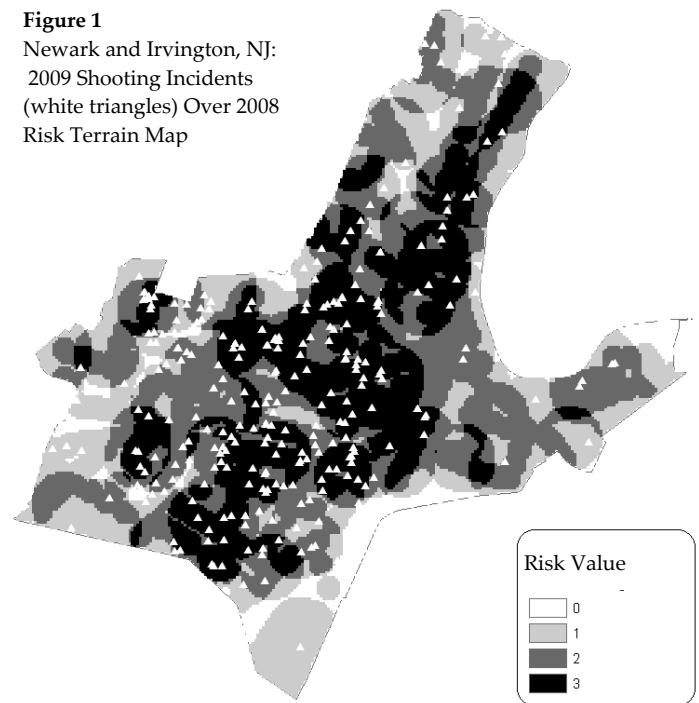 Figure 1
Newark and Irvington, NJ:
2009 Shooting Incidents
(white triangles) Over 2008
Risk Terrain Map
Risk Value
0
1
2
3